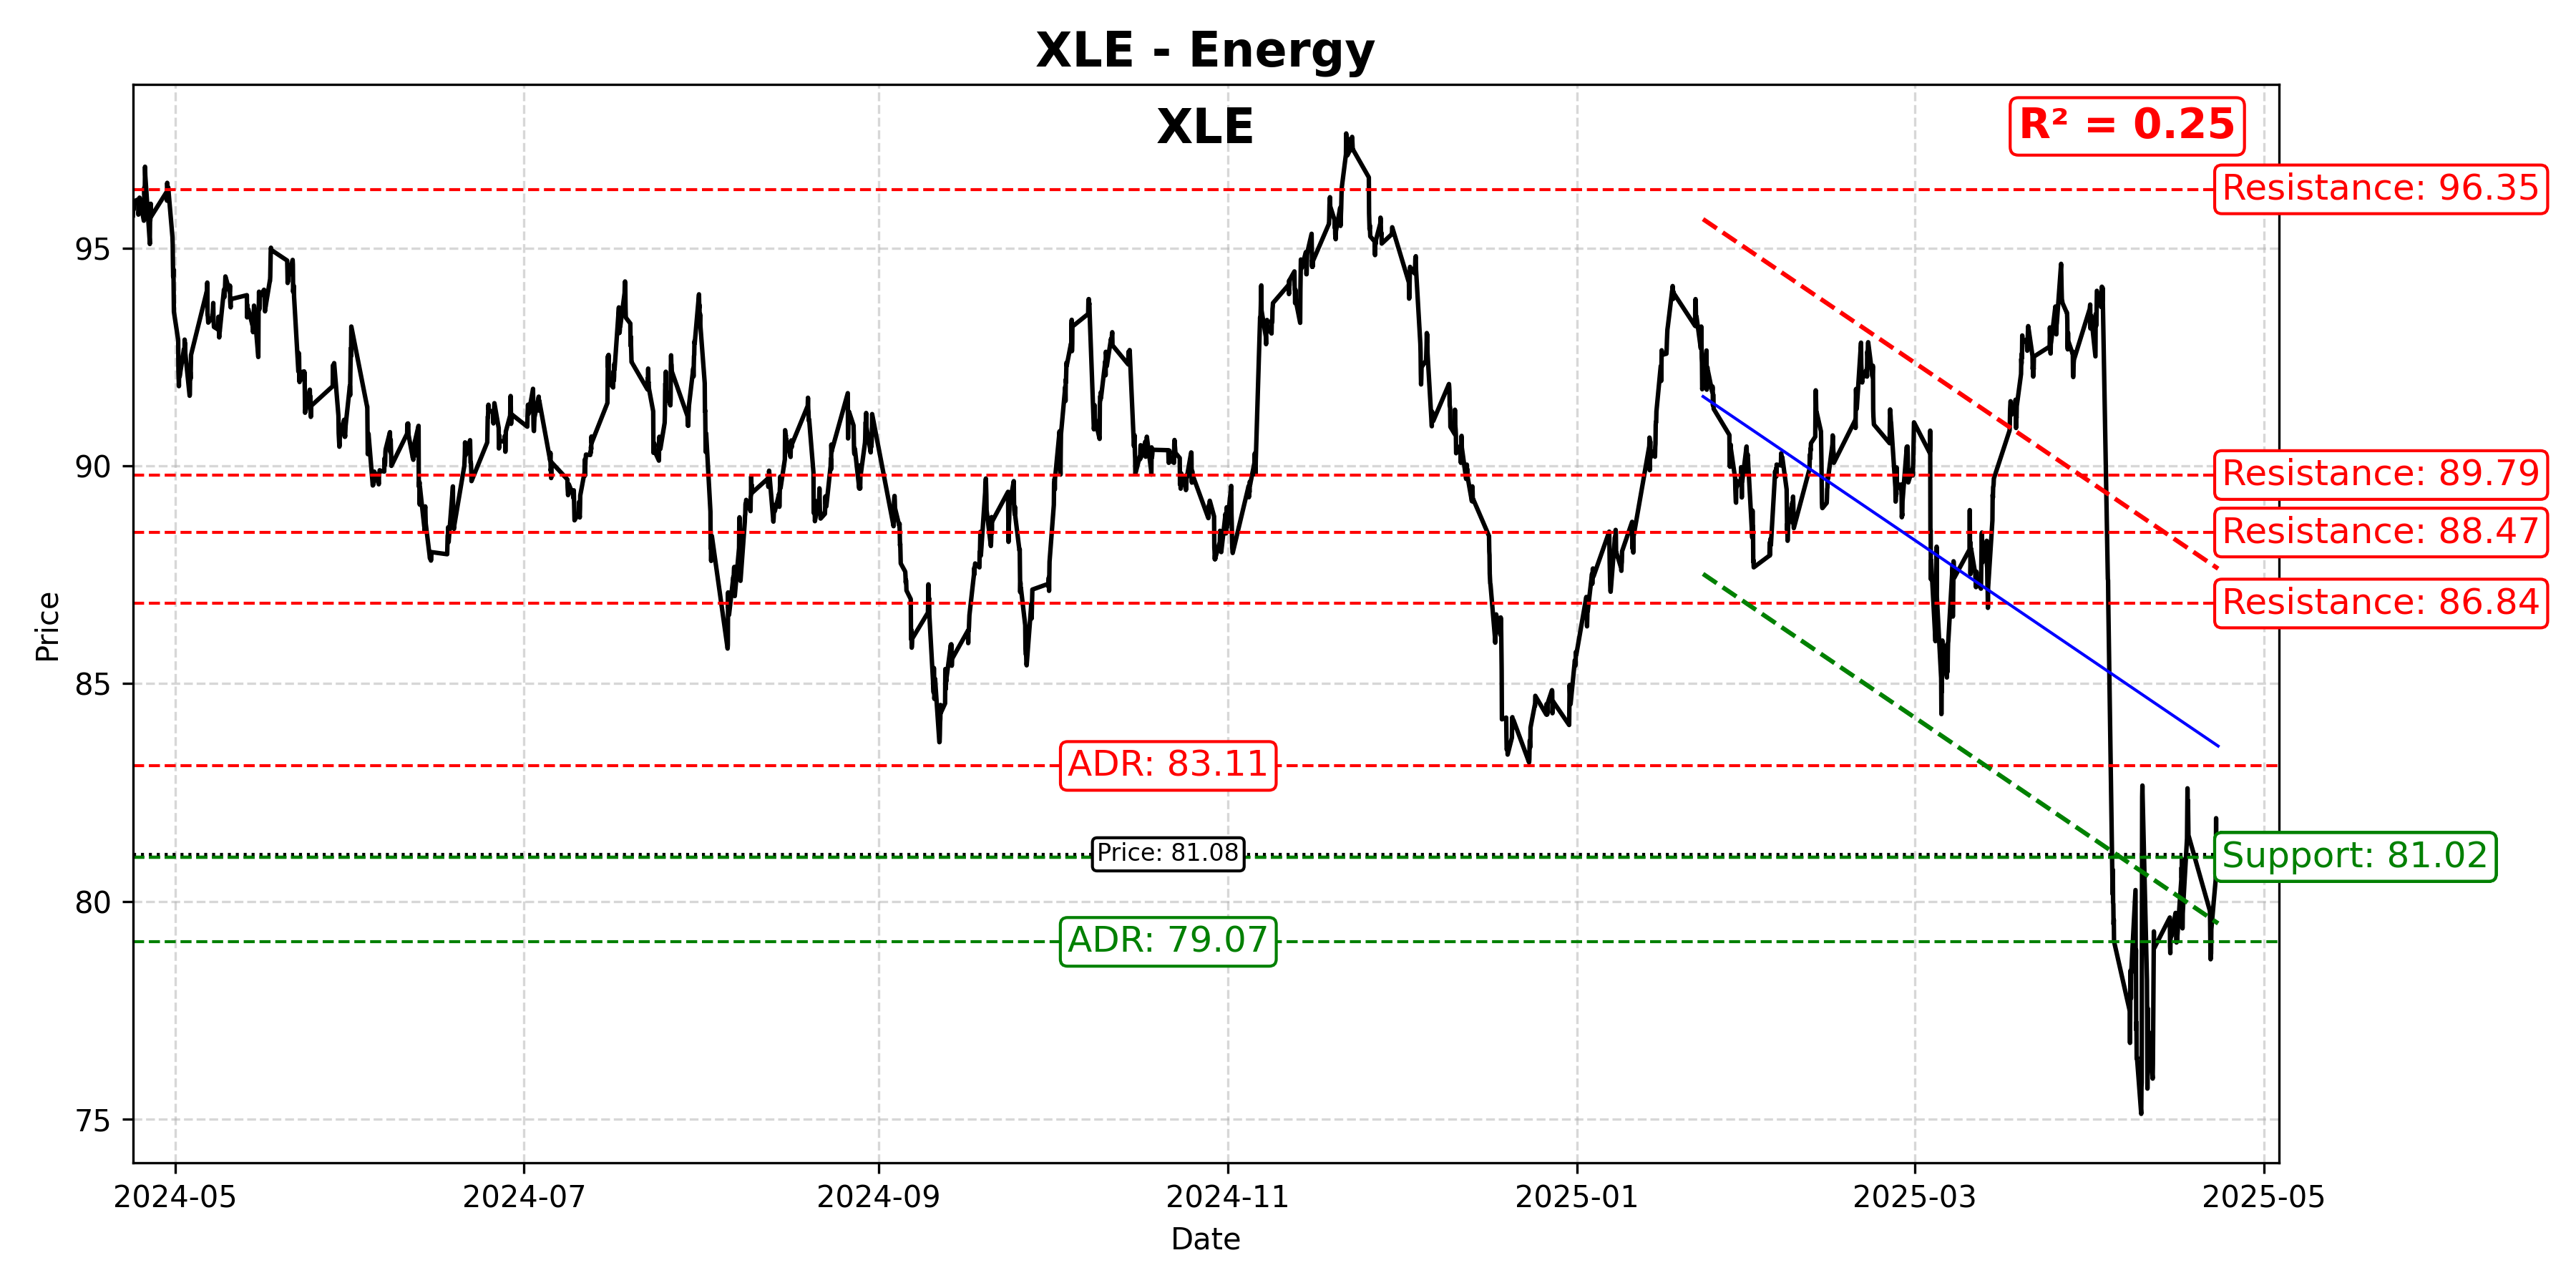 XLE - Energy
XLE
R² = 0.25
Resistance: 96.35
95
90
Resistance: 89.79
Resistance: 88.47
Resistance: 86.84
Price
85
ADR: 83.11
Price: 81.08
Support: 81.02
80
ADR: 79.07
75
2024-05
2024-07
2024-09
2024-11
2025-01
2025-03
2025-05
Date